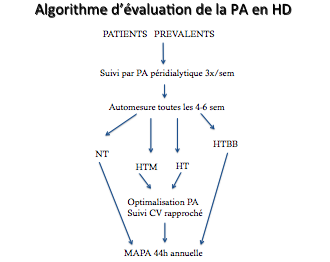 Algorithme d'évaluation de la PA en HD
PATIENTS PREVALENTS
Suivi par PA péridialytique 3x/sem
Automesure toutes les 4-6 sem
HTBB
NT
HTM
HT
Optimalisation PA
Suivi CV rapproché
MAPA 44h annuelle